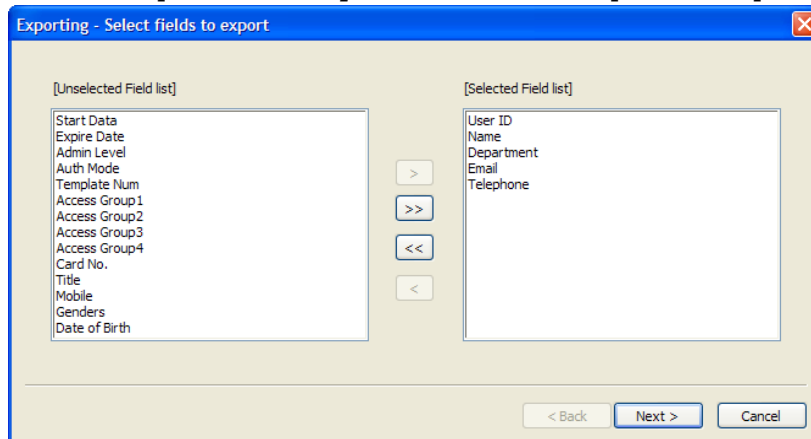 Exporting - Select fields to export
[Unselected Field list]
Start Data
Expire Date
Admin Level
Auth Mode
Template Num
Access Group1
Access Group2
Access Group3
Access Group4
Card No.
Title
Mobile
Genders
Date of Birth
>
>>
<<
<
[Selected Field list]
User ID
Name
Department
Email
Telephone
< Back
Next >
Cancel